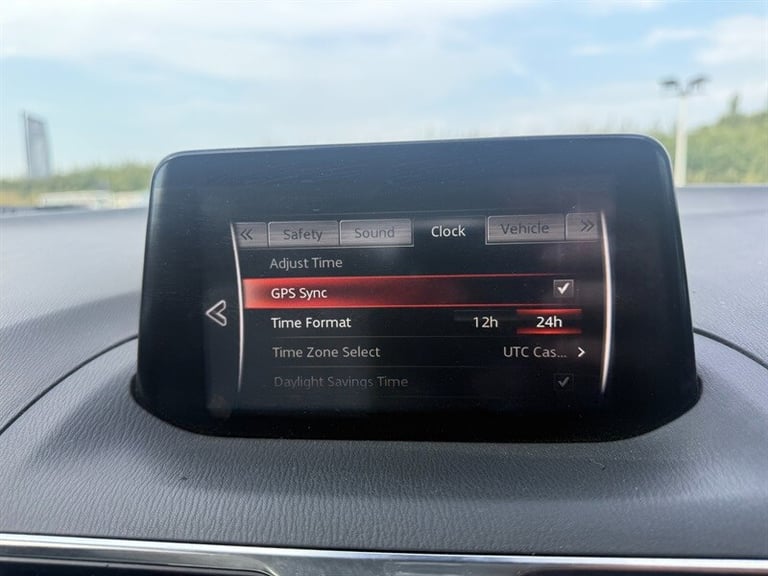 « Safety Sound Clock Vehicle »
Adjust Time
GPS Sync
Time Format 12h 24h
Time Zone Select UTC Cas...
Daylight Savings Time